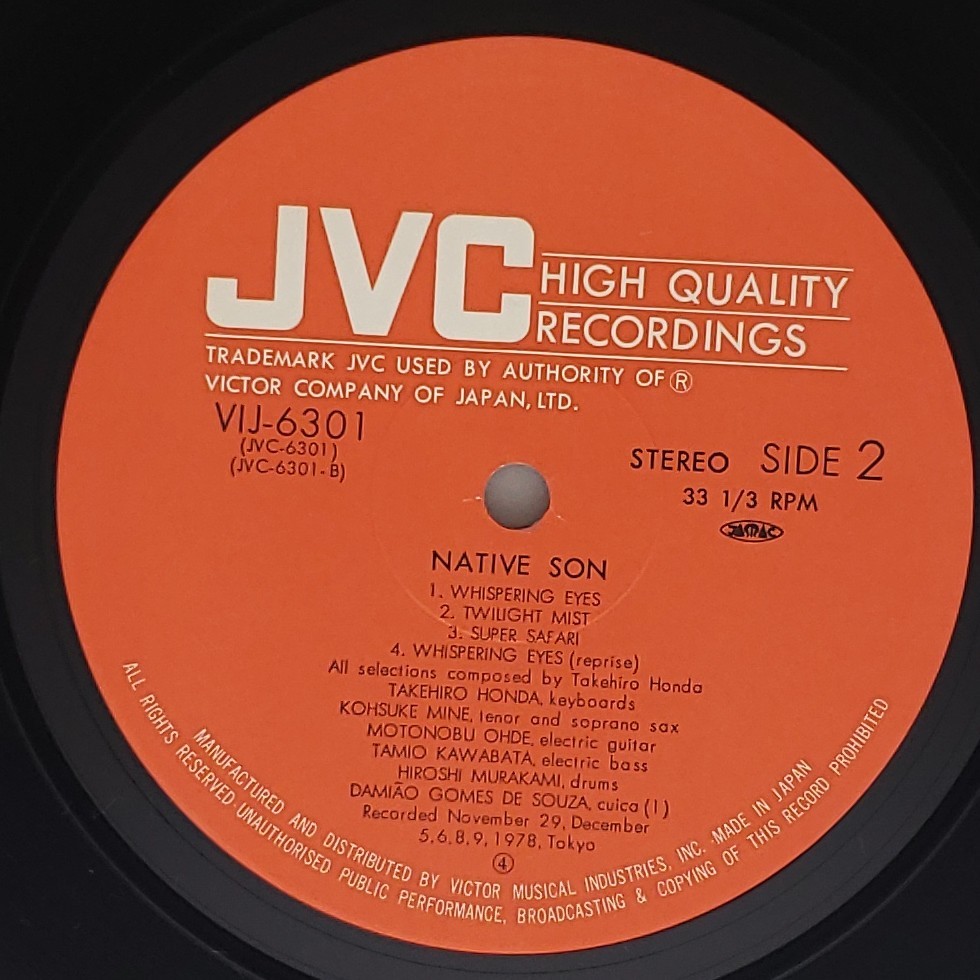 JVC
HIGH QUALITY
RECORDINGS
TRADEMARK JVC USED BY AUTHORITY OF ®
VICTOR COMPANY OF JAPAN, LTD.
VIJ-6301
(JVC-6301)
(JVC-6301-B)
STEREO SIDE 2
33 1/3 RPM
JASRAC
NATIVE SON
1. WHISPERING EYES
2. TWILIGHT MIST
3. SUPER SAFARI
4. WHISPERING EYES (reprise)
All selections composed by Takehiro Honda
TAKEHIRO HONDA, keyboards
KOHSUKE MINE, tenor and soprano sax
MOTONOBU OHDE, electric guitar
TAMIO KAWABATA, electric bass
HIROSHI MURAKAMI, drums
DAMIÃO GOMES DE SOUZA, cuica (1)
Recorded November 29, December
5,6,8,9, 1978, Tokyo
④
MANUFACTURED AND DISTRIBUTED BY VICTOR MUSICAL INDUSTRIES, INC. MADE IN JAPAN
ALL RIGHTS RESERVED·UNAUTHORISED PUBLIC PERFORMANCE, BROADCASTING & COPYING OF THIS RECORD PROHIBITED